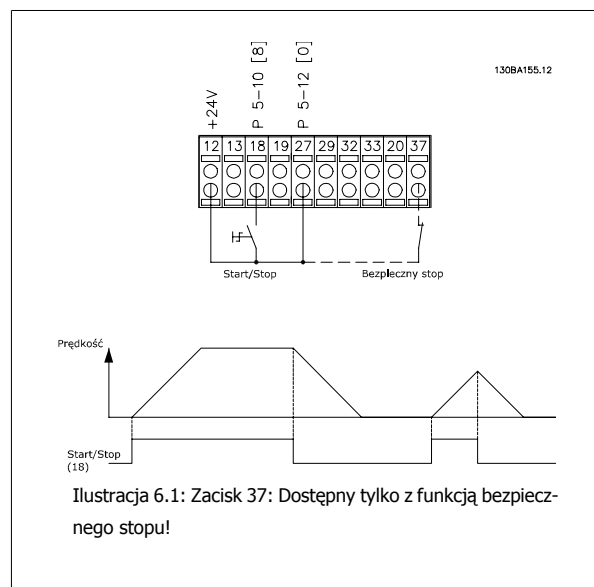 P 5-10 [8]
P 5-12 [0]
+24V
130BA155.12
12 13 18 19 27 29 32 33 20 37
Start/Stop
Bezpieczny stop
Prędkość
Start/Stop
(18)
Ilustracja 6.1: Zacisk 37: Dostępny tylko z funkcją bezpiecz-
nego stopu!